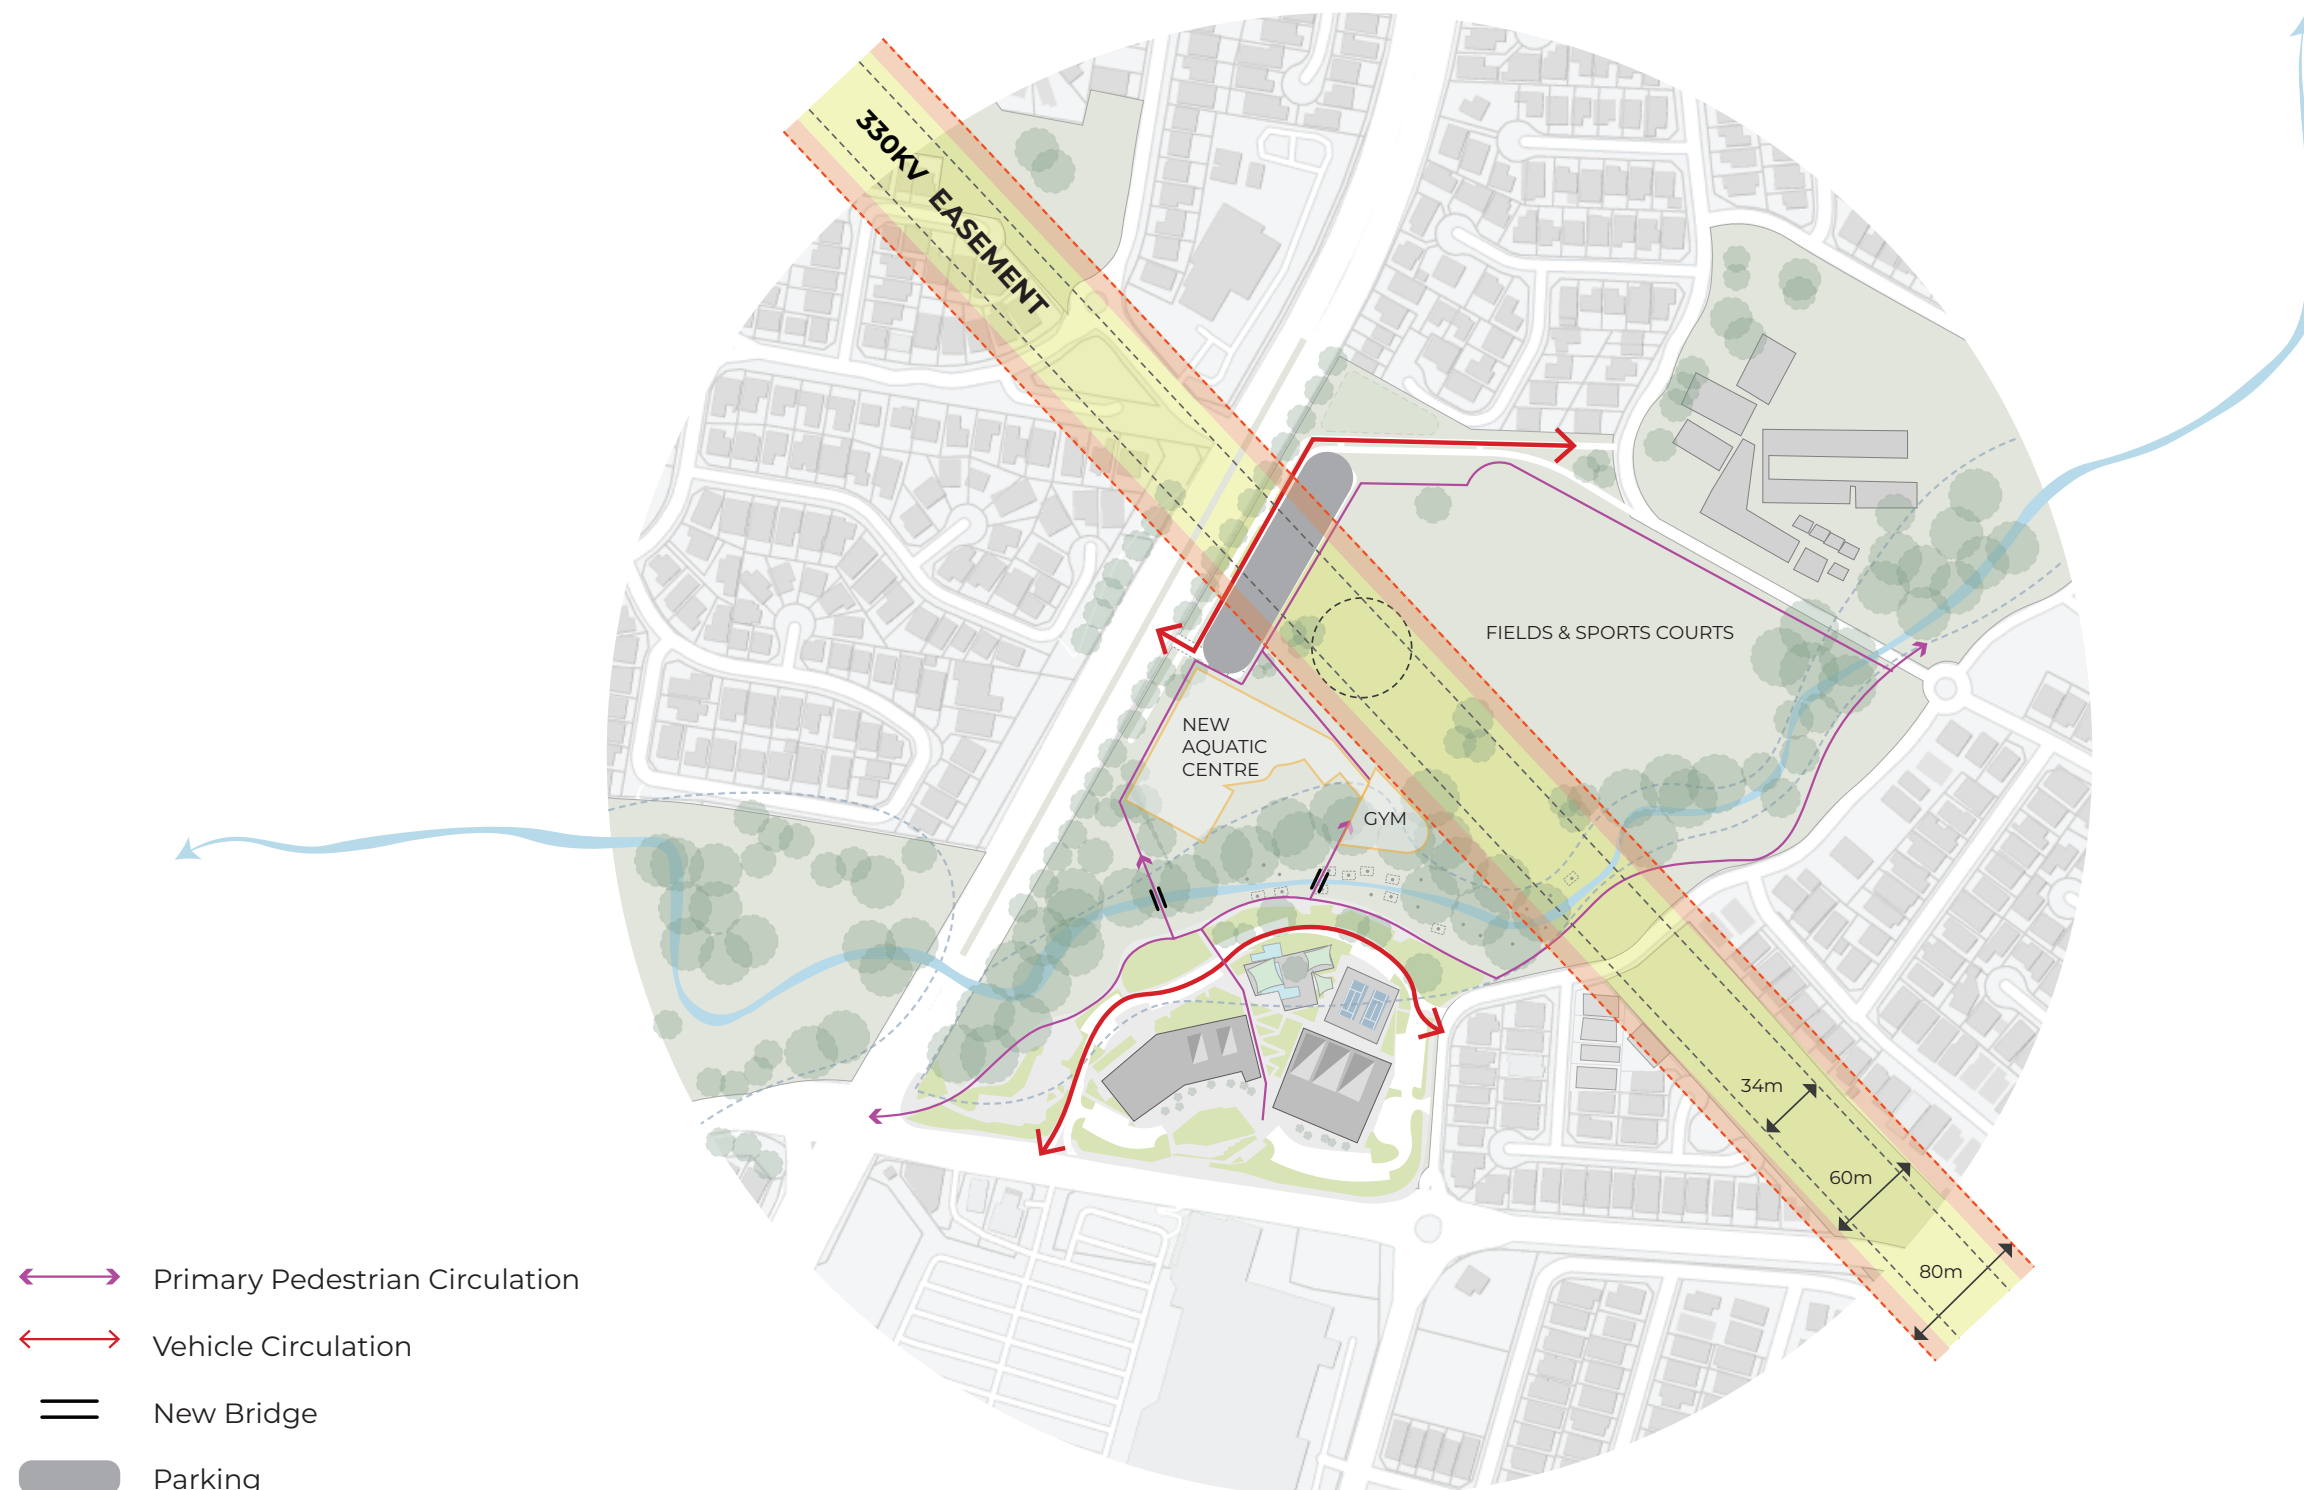 330KV EASEMENT
FIELDS & SPORTS COURTS
NEW
AQUATIC
CENTRE
GYM
34m
60m
80m
Primary Pedestrian Circulation
Vehicle Circulation
New Bridge
Parking